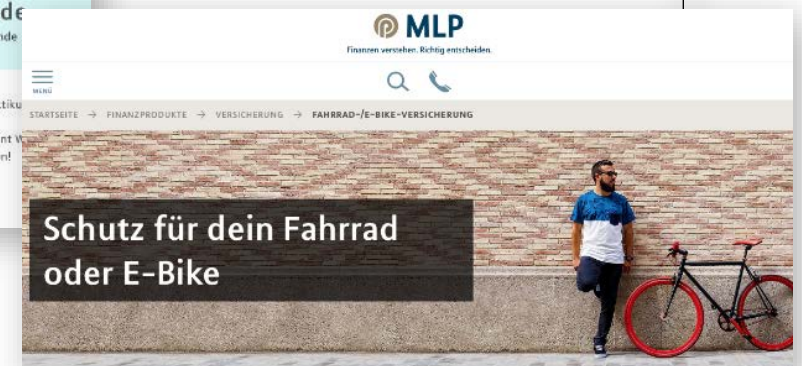 MLP
Finanzen verstehen. Richtig entscheiden.
MENÜ
STARTSEITE → FINANZPRODUKTE → VERSICHERUNG → FAHRRAD-/E-BIKE-VERSICHERUNG
Schutz für dein Fahrrad
oder E-Bike